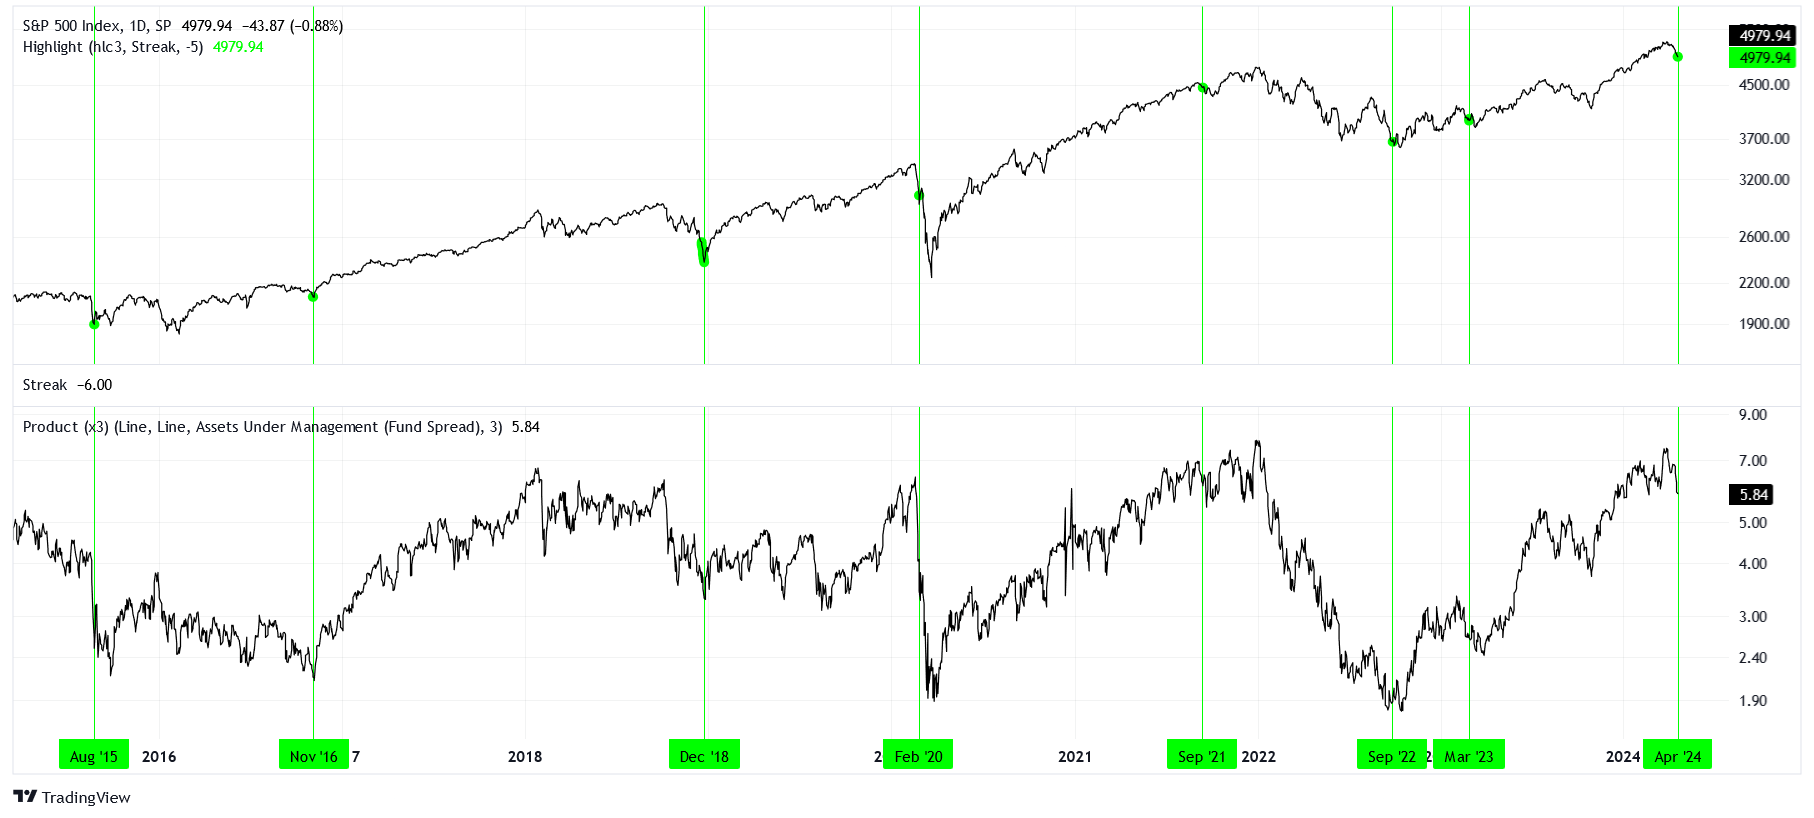 S&P 500 Index, 1D, SP 4979.94 −43.87 (−0.88%)
Highlight (hlc3, Streak, -5) 4979.94
4979.94
4979.94
4500.00
3700.00
3200.00
2600.00
2200.00
1900.00
Streak −6.00
Product (x3) (Line, Line, Assets Under Management (Fund Spread), 3) 5.84
9.00
7.00
5.84
5.00
4.00
3.00
2.40
1.90
Aug '15 2016 Nov '16 7 2018 Dec '18 2 Feb '20 2021 Sep '21 2022 Sep '22 Mar '23 2024 Apr '24
TradingView